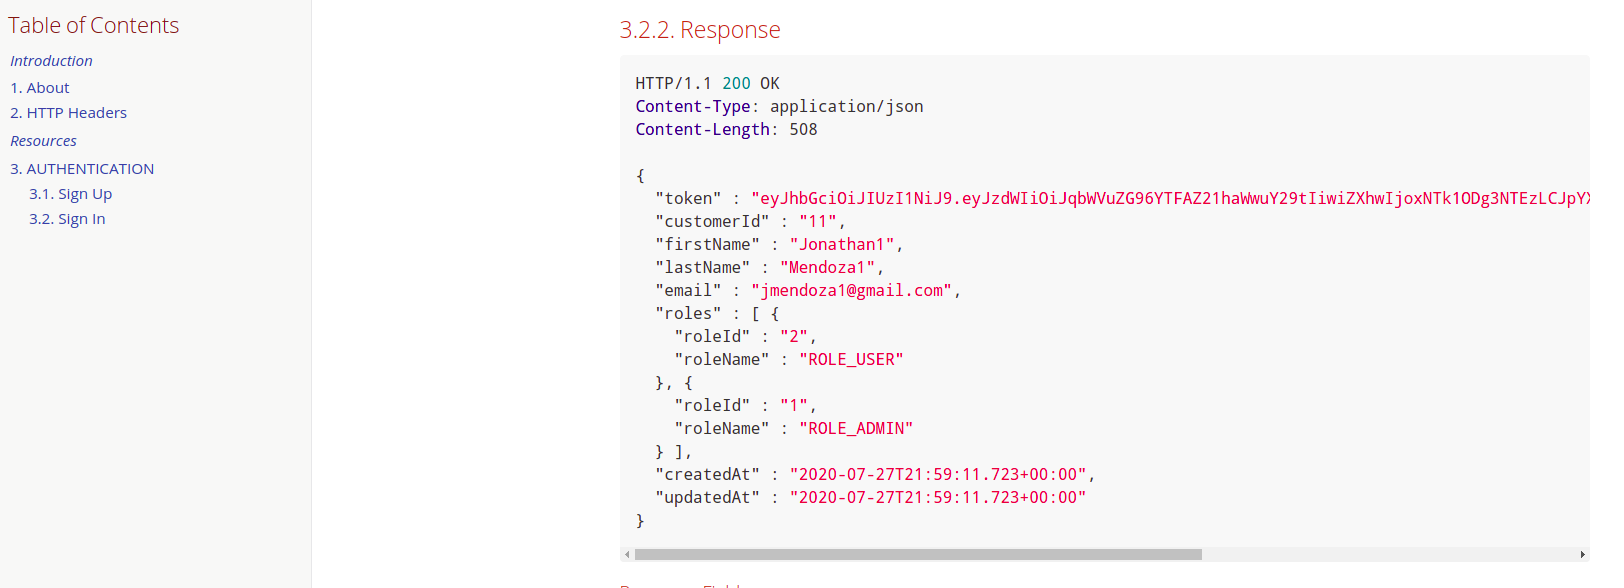 Table of Contents
Introduction
1. About
2. HTTP Headers
Resources
3. AUTHENTICATION
3.1. Sign Up
3.2. Sign In
3.2.2. Response
HTTP/1.1 200 OK
Content-Type: application/json
Content-Length: 508
{
"token" : "eyJhbGciOiJIUzI1NiJ9.eyJzdWIiOiJqbWVuZG96YTFAZ21haWwuY29tIiwiZXhwIjoxNTk1ODg3NTEzLCJpYX
"customerId" : "11",
"firstName" : "Jonathan1",
"lastName" : "Mendoza1",
"email" : "jmendoza1@gmail.com",
"roles" : [ {
"roleId" : "2",
"roleName" : "ROLE_USER"
}, {
"roleId" : "1",
"roleName" : "ROLE_ADMIN"
} ],
"createdAt" : "2020-07-27T21:59:11.723+00:00",
"updatedAt" : "2020-07-27T21:59:11.723+00:00"
}